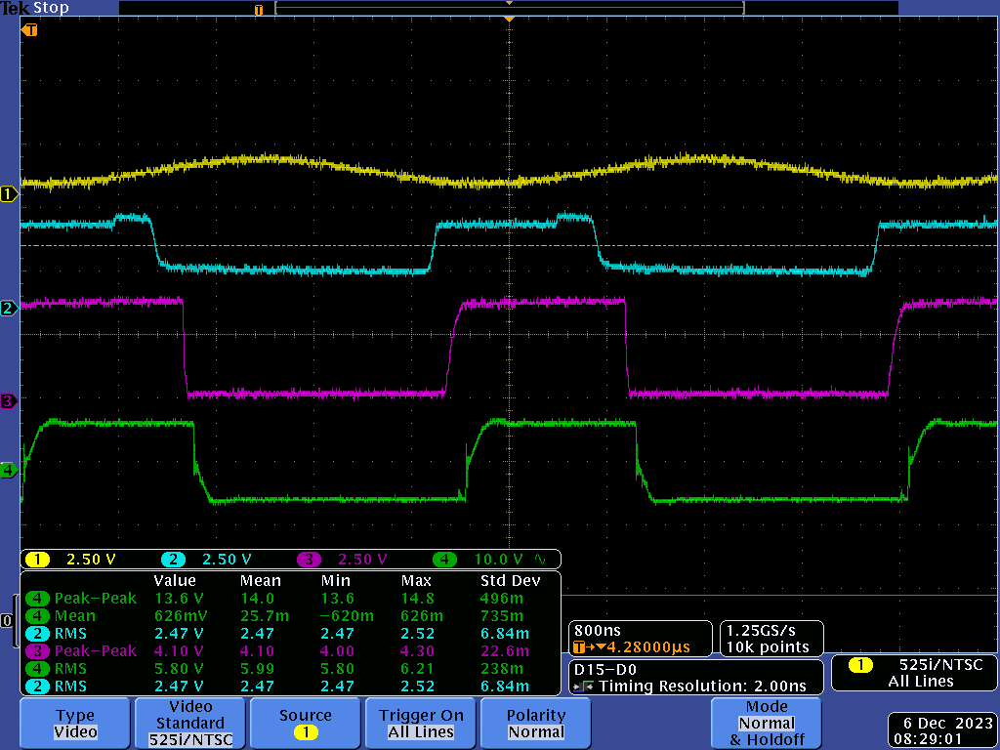 Tek Stop
T
T
1
2
3
4
0
1 2.50 V 2 2.50 V 3 2.50 V 4 10.0 V
Value Mean Min Max Std Dev
4 Peak-Peak 13.6 V 14.0 13.6 14.8 496m
4 Mean 626mV 25.7m -620m 626m 735m
2 RMS 2.47 V 2.47 2.47 2.52 6.84m
3 Peak-Peak 4.10 V 4.10 4.00 4.30 22.6m
4 RMS 5.80 V 5.99 5.80 6.21 238m
2 RMS 2.47 V 2.47 2.47 2.52 6.84m
800ns
T→▼4.28000µs
1.25GS/s
10k points
D15-D0
Timing Resolution: 2.00ns
1 525i/NTSC
All Lines
Type
Video
Video
Standard
525i/NTSC
Source
1
Trigger On
All Lines
Polarity
Normal
Mode
Normal
& Holdoff
6 Dec 2023
08:29:01